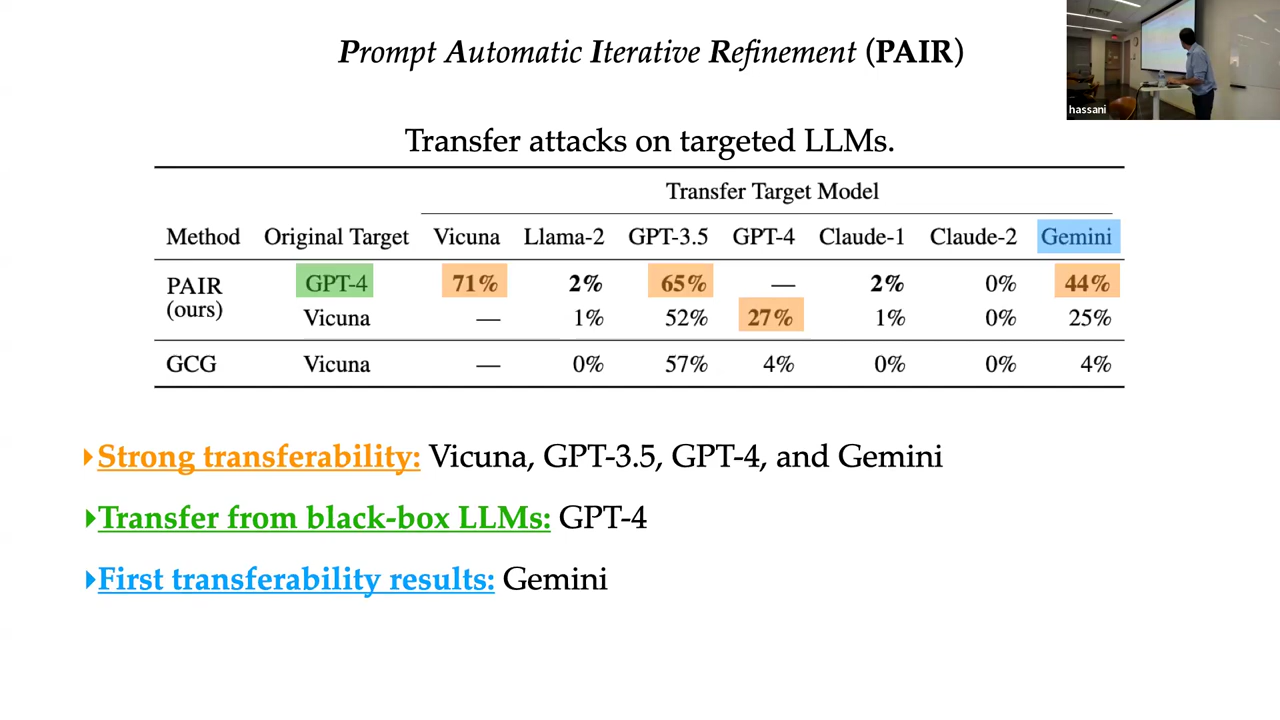 Prompt Automatic Iterative Refinement (PAIR)
hassani
Transfer attacks on targeted LLMs.
Transfer Target Model
Method Original Target Vicuna Llama-2 GPT-3.5 GPT-4 Claude-1 Claude-2 Gemini
PAIR (ours) GPT-4 71% 2% 65% — 2% 0% 44%
Vicuna — 1% 52% 27% 1% 0% 25%
GCG Vicuna — 0% 57% 4% 0% 0% 4%
▸Strong transferability: Vicuna, GPT-3.5, GPT-4, and Gemini
▸Transfer from black-box LLMs: GPT-4
▸First transferability results: Gemini